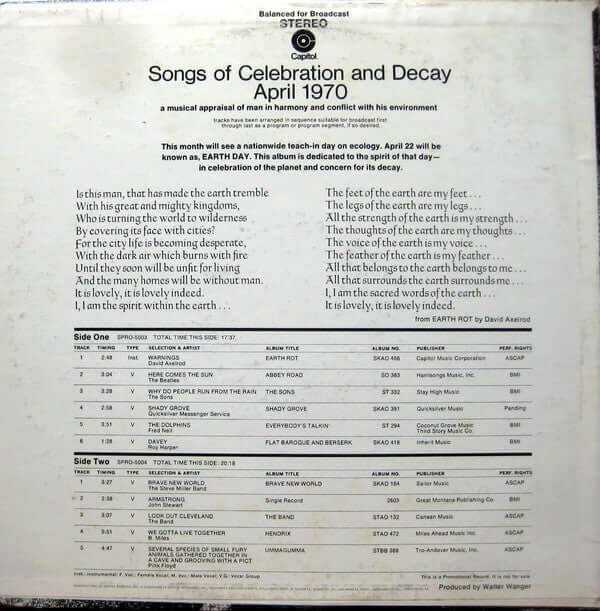 Balanced for Broadcast
STEREO
Capitol
Songs of Celebration and Decay
April 1970
a musical appraisal of man in harmony and conflict with his environment
tracks have been arranged in sequence suitable for broadcast first
through last as a program or program segment, if so desired.
This month will see a nationwide teach-in day on ecology. April 22 will be
known as, EARTH DAY. This album is dedicated to the spirit of that day—
in celebration of the planet and concern for its decay.
Is this man, that has made the earth tremble
With his great and mighty kingdoms,
Who is turning the world to wilderness
By covering its face with cities?
For the city life is becoming desperate,
With the dark air which burns with fire
Until they soon will be unfit for living
And the many homes will be without man.
It is lovely, it is lovely indeed.
I, I am the spirit within the earth . . .
The feet of the earth are my feet . . .
The legs of the earth are my legs . . .
All the strength of the earth is my strength . . .
The thoughts of the earth are my thoughts . . .
The voice of the earth is my voice . . .
The feather of the earth is my feather . . .
All that belongs to the earth belongs to me . . .
All that surrounds the earth surrounds me . . .
I, I am the sacred words of the earth . . .
It is lovely, it is lovely indeed.
from EARTH ROT by David Axelrod
Side One SPRO-5003 TOTAL TIME THIS SIDE: 17:37
TRACK TIMING TYPE SELECTION & ARTIST ALBUM TITLE ALBUM NO. PUBLISHER PERF. RIGHTS
1 2:48 Inst. WARNINGS EARTH ROT SKAO 456 Capitol Music Corporation ASCAP
David Axelrod
2 3:04 V HERE COMES THE SUN ABBEY ROAD SO 383 Harrisongs Music, Inc. BMI
The Beatles
3 3:28 V WHY DO PEOPLE RUN FROM THE RAIN THE SONS ST 332 Stay High Music BMI
The Sons
4 2:58 V SHADY GROVE SHADY GROVE SKAO 391 Quicksilver Music Pending
Quicksilver Messenger Service
5 3:51 V THE DOLPHINS EVERYBODY'S TALKIN' ST 294 Coconut Grove Music BMI
Fred Neil Third Story Music Co.
6 1:28 V DAVEY FLAT BAROQUE AND BERSERK SKAO 418 Inherit Music BMI
Roy Harper
Side Two SPRO-5004 TOTAL TIME THIS SIDE: 20:18
TRACK TIMING TYPE SELECTION & ARTIST ALBUM TITLE ALBUM NO. PUBLISHER PERF. RIGHTS
1 3:27 V BRAVE NEW WORLD BRAVE NEW WORLD SKAO 184 Sailor Music ASCAP
The Steve Miller Band
2 2:38 V ARMSTRONG Single Record 2605 Great Montana Publishing Co. BMI
John Stewart
3 3:07 V LOOK OUT CLEVELAND THE BAND STAO 132 Canaan Music ASCAP
The Band
4 5:51 V WE GOTTA LIVE TOGETHER HENDRIX STAO 472 Miles Ahead Music Inc. ASCAP
B. Miles
5 4:47 V SEVERAL SPECIES OF SMALL FURRY UMMAGUMMA STBB 388 Tro-Andover Music, Inc. ASCAP
ANIMALS GATHERED TOGETHER IN
A CAVE AND GROOVING WITH A PICT
Pink Floyd
Inst.: Instrumental; F. Voc.: Female Vocal; M. Voc.: Male Vocal; V.G.: Vocal Group
This is a Promotional Record. It is not for sale
Produced by Walter Wanger